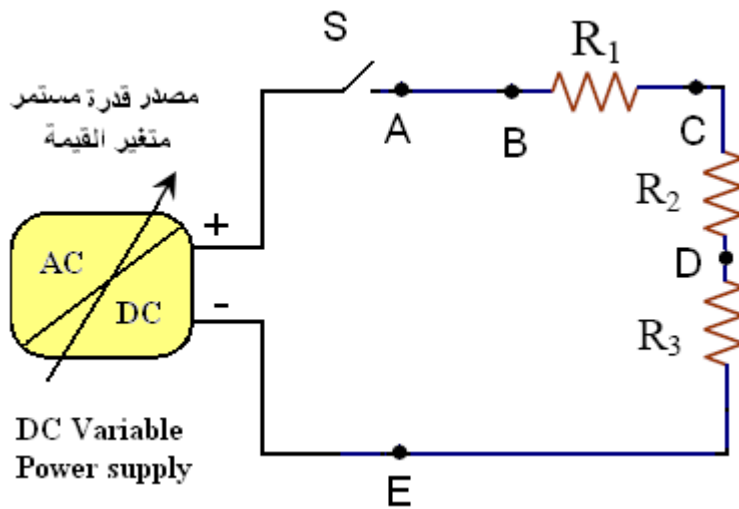 S
R₁
مصدر قدرة مستمر
متغير القيمة
A
B
C
+
AC
DC
-
R₂
D
R₃
DC Variable
Power supply
E